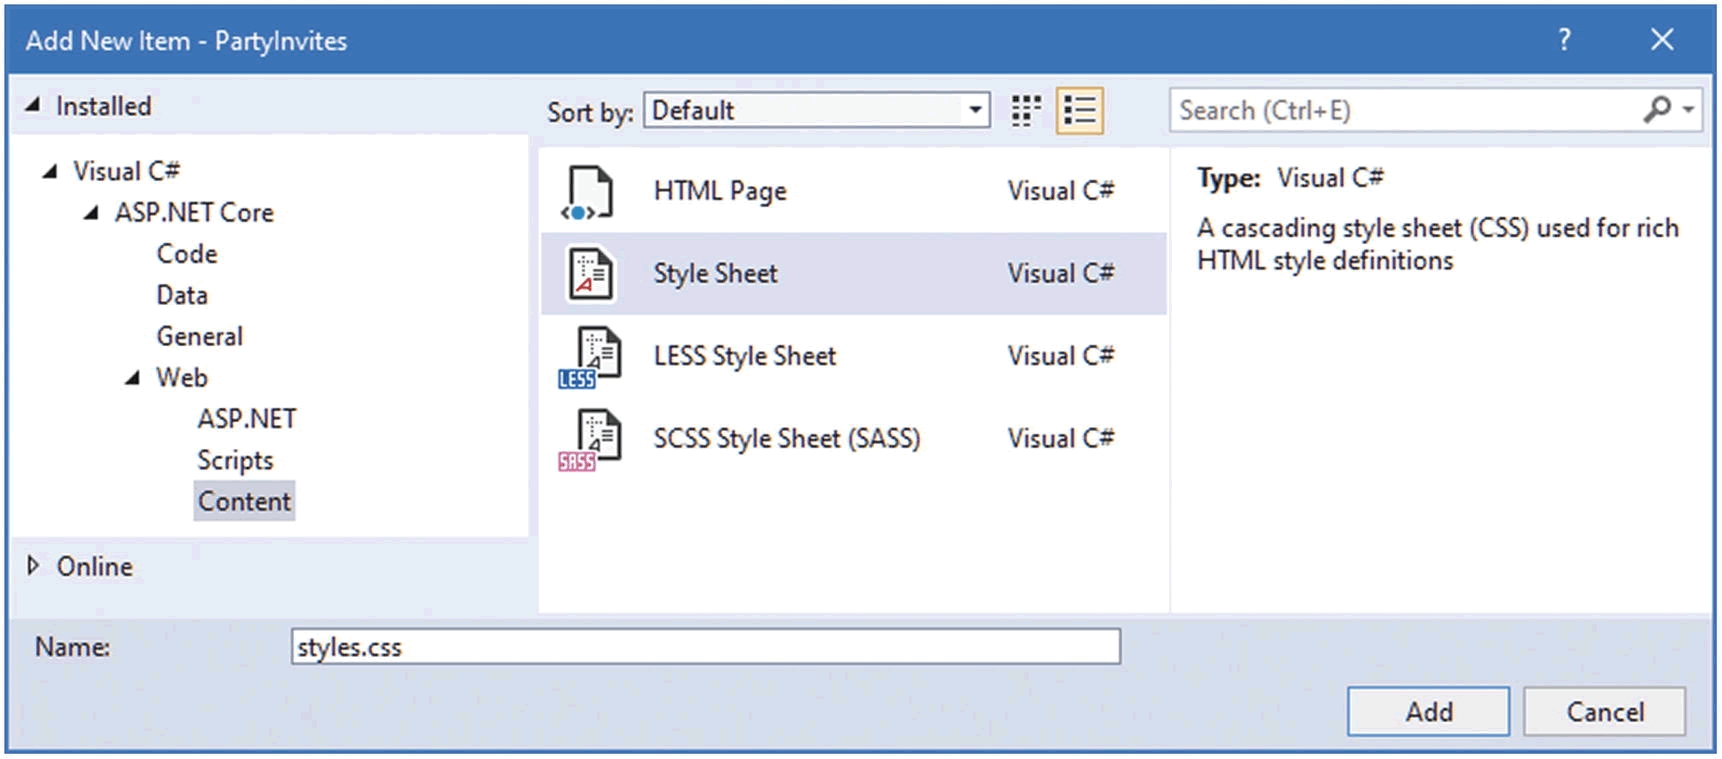 Add New Item - PartyInvites
?
Installed
Sort by: Default
Search (Ctrl+E)
Visual C#
ASP.NET Core
Code
Data
General
Web
ASP.NET
Scripts
Content
Online
HTML Page Visual C#
Style Sheet Visual C#
LESS Style Sheet Visual C#
LESS
SCSS Style Sheet (SASS) Visual C#
SASS
Type: Visual C#
A cascading style sheet (CSS) used for rich
HTML style definitions
Name: styles.css
Add Cancel